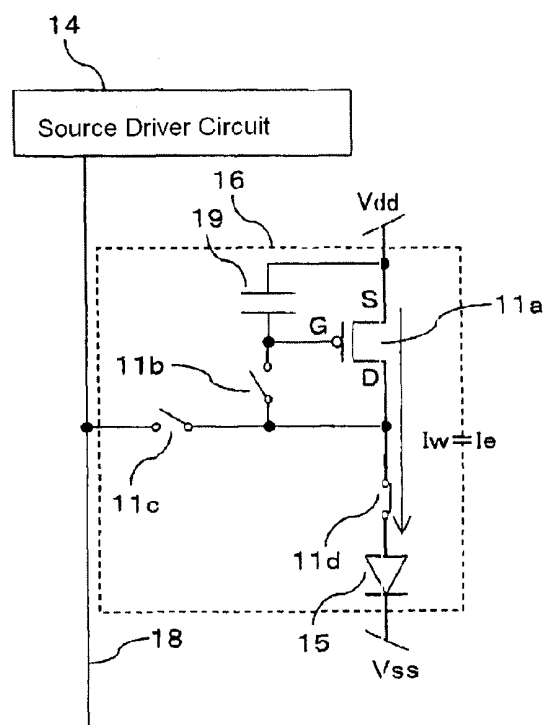 14
Source Driver Circuit
16
Vdd
19
S
11a
G
11b
D
Iw=Ie
11c
11d
15
18
Vss